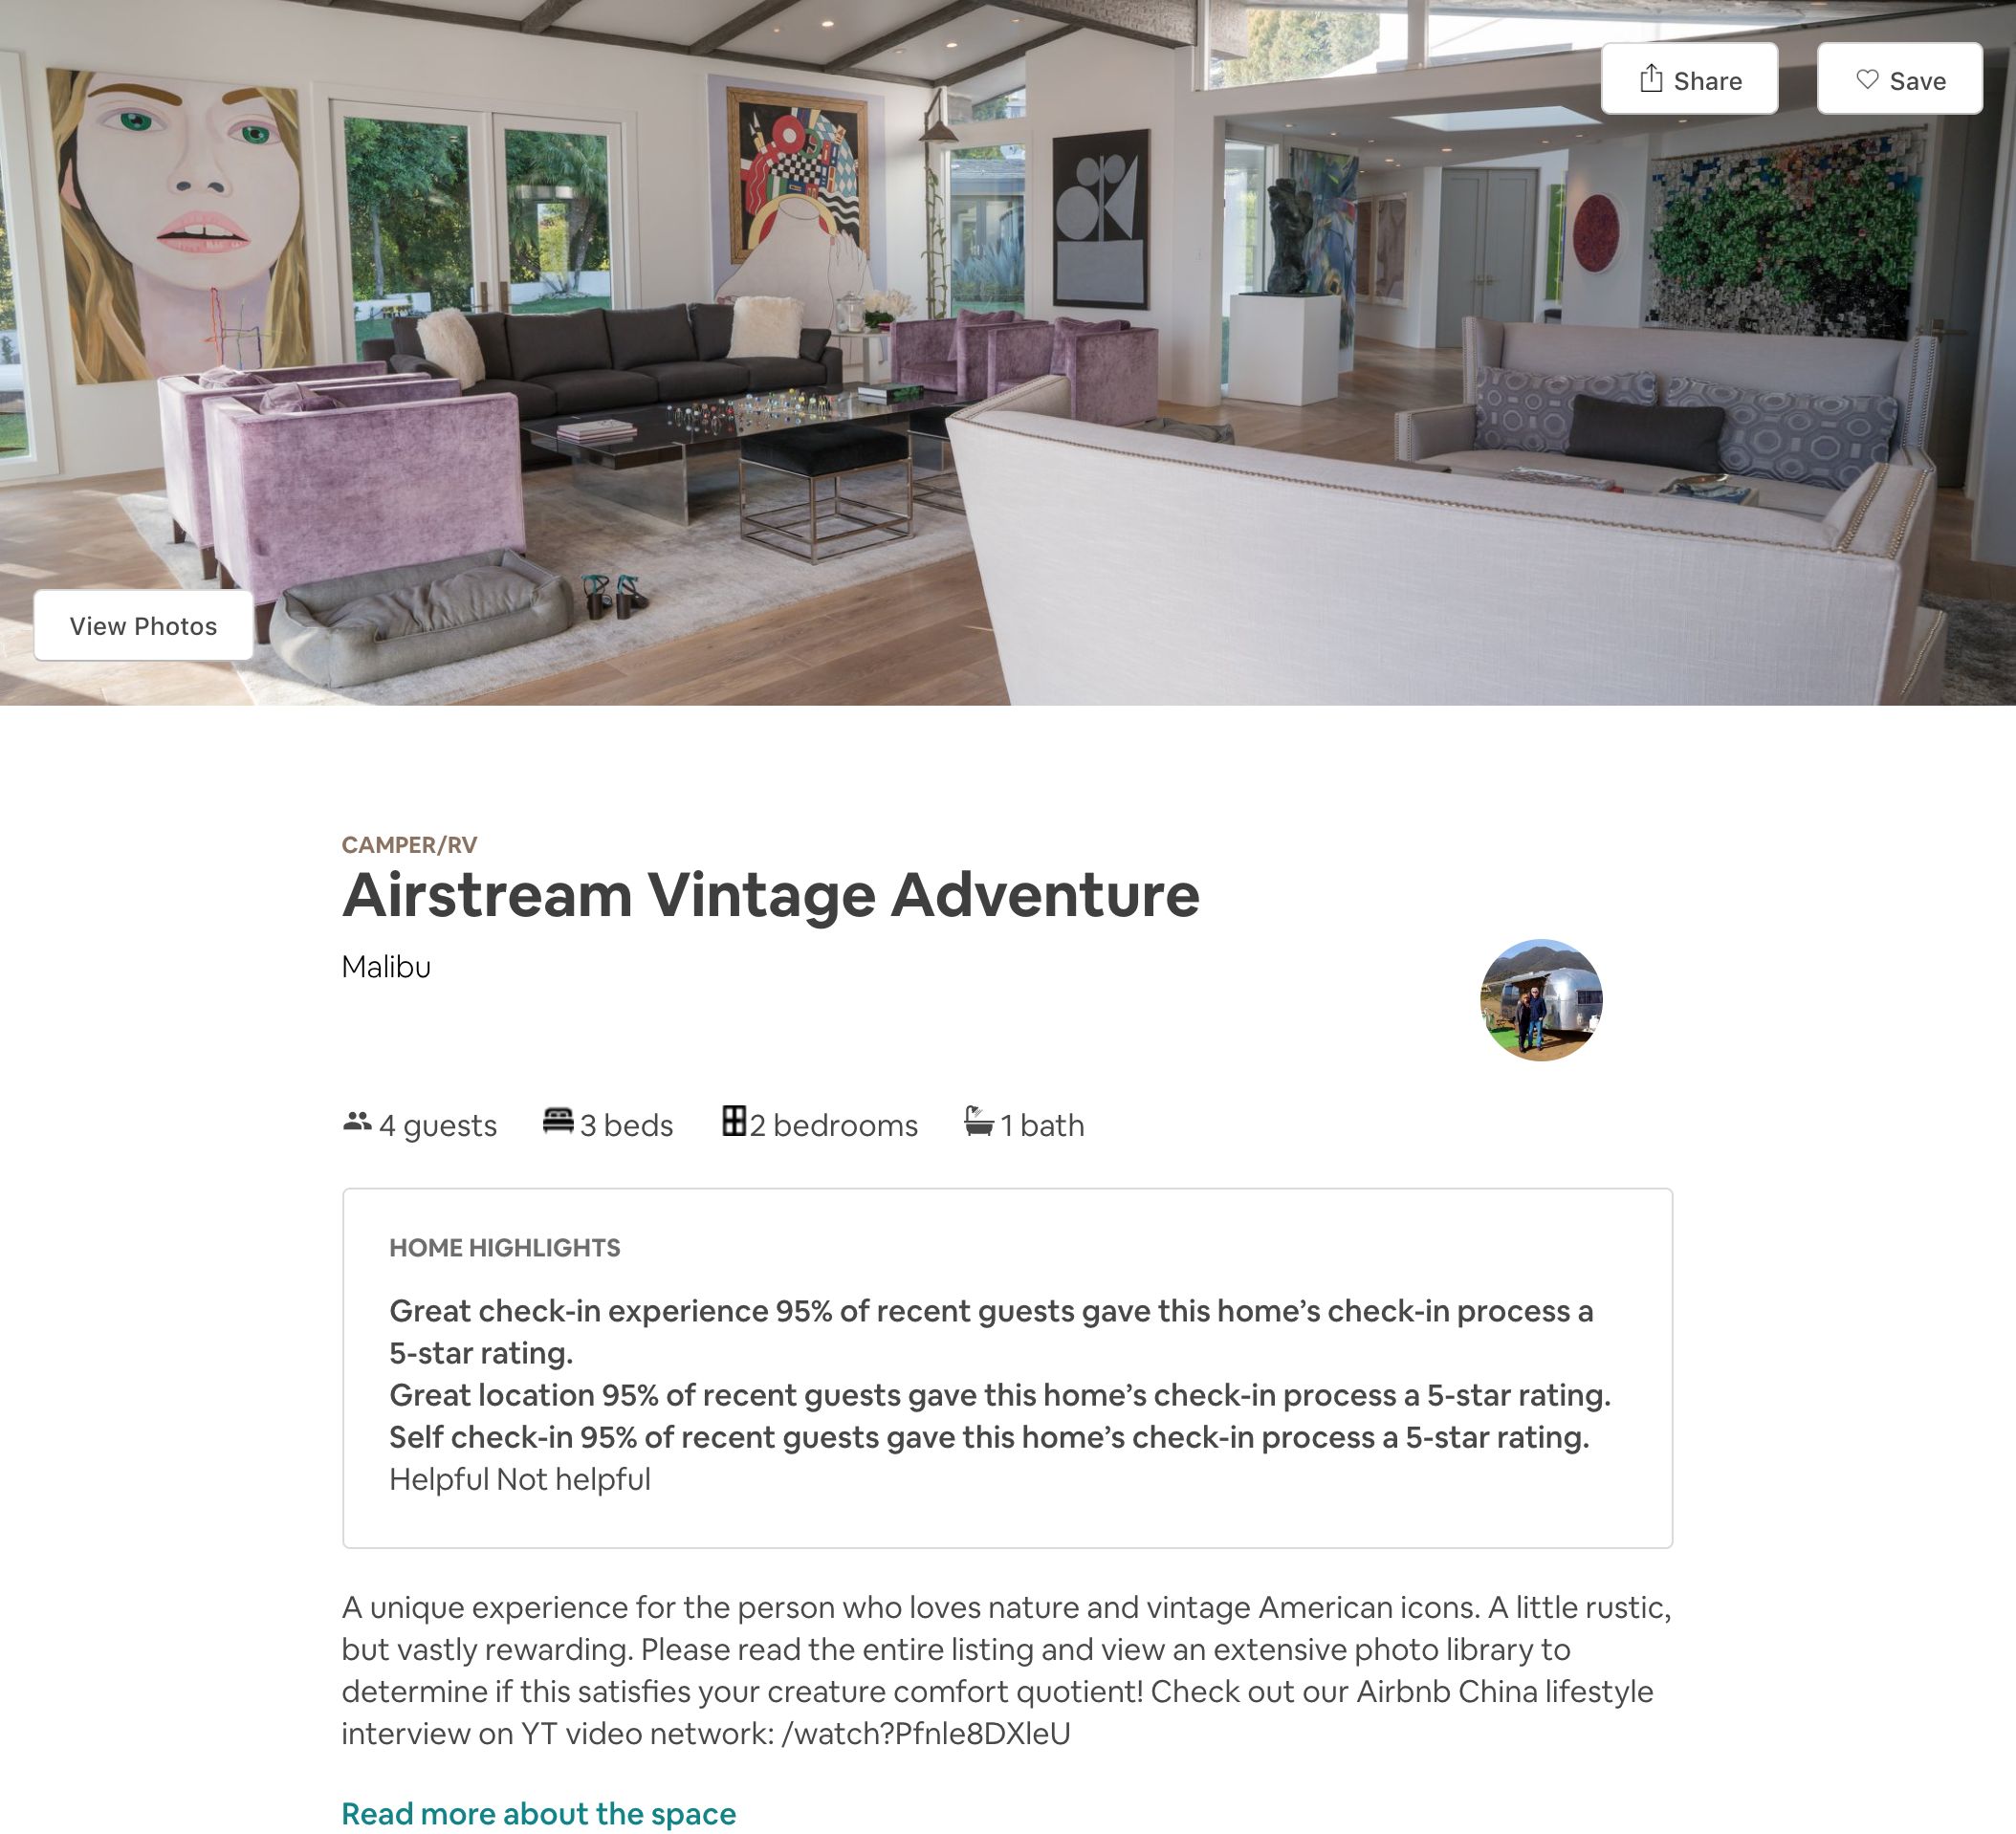 Share
Save
View Photos
CAMPER/RV
Airstream Vintage Adventure
Malibu
4 guests
3 beds
2 bedrooms
1 bath
HOME HIGHLIGHTS
Great check-in experience 95% of recent guests gave this home’s check-in process a
5-star rating.
Great location 95% of recent guests gave this home’s check-in process a 5-star rating.
Self check-in 95% of recent guests gave this home’s check-in process a 5-star rating.
Helpful Not helpful
A unique experience for the person who loves nature and vintage American icons. A little rustic,
but vastly rewarding. Please read the entire listing and view an extensive photo library to
determine if this satisfies your creature comfort quotient! Check out our Airbnb China lifestyle
interview on YT video network: /watch?Pfnle8DXleU
Read more about the space